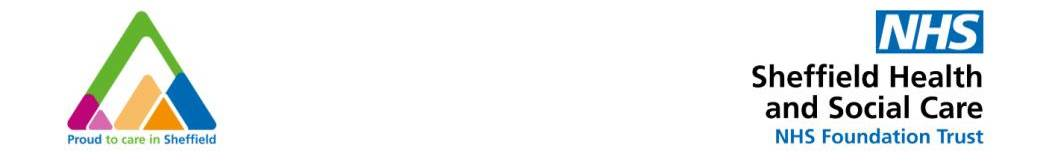 Proud to care in Sheffield
NHS
Sheffield Health
and Social Care
NHS Foundation Trust